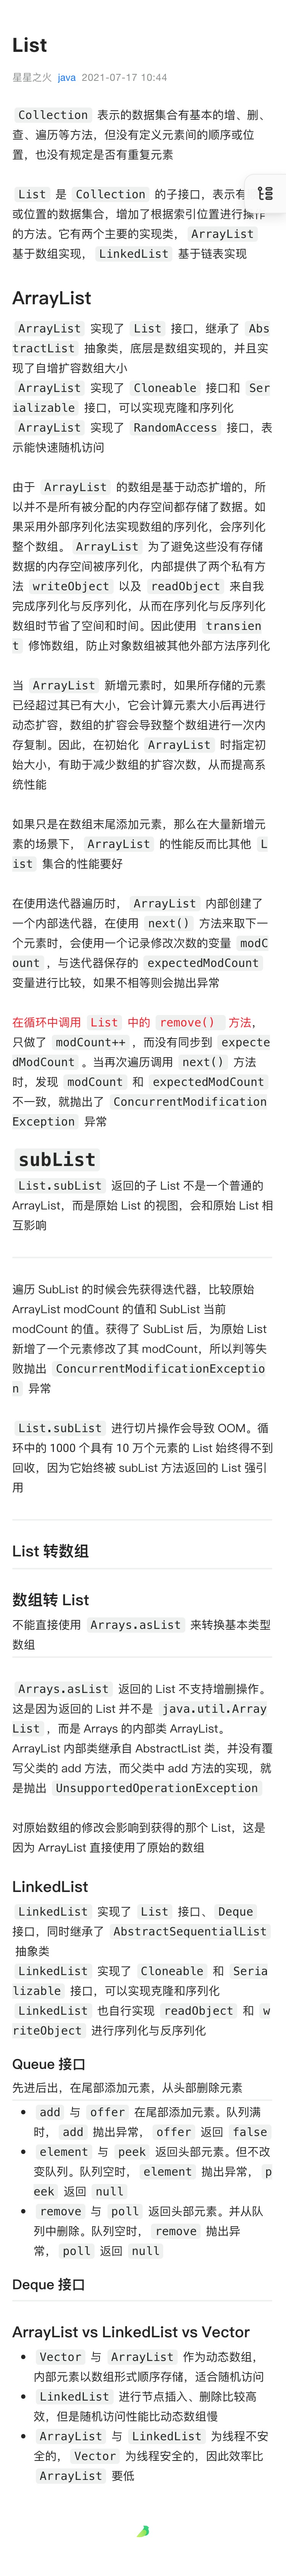 List
星星之火 java 2021-07-17 10:44
Collection 表示的数据集合有基本的增、删、
查、遍历等方法，但没有定义元素间的顺序或位
置，也没有规定是否有重复元素
List 是 Collection 的子接口，表示有
或位置的数据集合，增加了根据索引位置进行操作
的方法。它有两个主要的实现类， ArrayList
基于数组实现， LinkedList 基于链表实现
ArrayList
ArrayList 实现了 List 接口，继承了 Abs
tractList 抽象类，底层是数组实现的，并且实
现了自增扩容数组大小
ArrayList 实现了 Cloneable 接口和 Ser
ializable 接口，可以实现克隆和序列化
ArrayList 实现了 RandomAccess 接口，表
示能快速随机访问
由于 ArrayList 的数组是基于动态扩增的，所
以并不是所有被分配的内存空间都存储了数据。如
果采用外部序列化法实现数组的序列化，会序列化
整个数组。 ArrayList 为了避免这些没有存储
数据的内存空间被序列化，内部提供了两个私有方
法 writeObject 以及 readObject 来自我
完成序列化与反序列化，从而在序列化与反序列化
数组时节省了空间和时间。因此使用 transien
t 修饰数组，防止对象数组被其他外部方法序列化
当 ArrayList 新增元素时，如果所存储的元素
已经超过其已有大小，它会计算元素大小后再进行
动态扩容，数组的扩容会导致整个数组进行一次内
存复制。因此，在初始化 ArrayList 时指定初
始大小，有助于减少数组的扩容次数，从而提高系
统性能
如果只是在数组末尾添加元素，那么在大量新增元
素的场景下， ArrayList 的性能反而比其他 L
ist 集合的性能要好
在使用迭代器遍历时， ArrayList 内部创建了
一个内部迭代器，在使用 next() 方法来取下一
个元素时，会使用一个记录修改次数的变量 modC
ount ，与迭代器保存的 expectedModCount
变量进行比较，如果不相等则会抛出异常
在循环中调用 List 中的 remove() 方法，
只做了 modCount++ ，而没有同步到 expecte
dModCount 。当再次遍历调用 next() 方法
时，发现 modCount 和 expectedModCount
不一致，就抛出了 ConcurrentModification
Exception 异常
subList
List.subList 返回的子 List 不是一个普通的
ArrayList，而是原始 List 的视图，会和原始 List 相
互影响
遍历 SubList 的时候会先获得迭代器，比较原始
ArrayList modCount 的值和 SubList 当前
modCount 的值。获得了 SubList 后，为原始 List
新增了一个元素修改了其 modCount，所以判等失
败抛出 ConcurrentModificationExceptio
n 异常
List.subList 进行切片操作会导致 OOM。循
环中的 1000 个具有 10 万个元素的 List 始终得不到
回收，因为它始终被 subList 方法返回的 List 强引
用
List 转数组
数组转 List
不能直接使用 Arrays.asList 来转换基本类型
数组
Arrays.asList 返回的 List 不支持增删操作。
这是因为返回的 List 并不是 java.util.Array
List ，而是 Arrays 的内部类 ArrayList。
ArrayList 内部类继承自 AbstractList 类，并没有覆
写父类的 add 方法，而父类中 add 方法的实现，就
是抛出 UnsupportedOperationException
对原始数组的修改会影响到获得的那个 List，这是
因为 ArrayList 直接使用了原始的数组
LinkedList
LinkedList 实现了 List 接口、 Deque
接口，同时继承了 AbstractSequentialList
抽象类
LinkedList 实现了 Cloneable 和 Seria
lizable 接口，可以实现克隆和序列化
LinkedList 也自行实现 readObject 和 w
riteObject 进行序列化与反序列化
Queue 接口
先进后出，在尾部添加元素，从头部删除元素
• add 与 offer 在尾部添加元素。队列满
时， add 抛出异常， offer 返回 false
• element 与 peek 返回头部元素。但不改
变队列。队列空时， element 抛出异常， p
eek 返回 null
• remove 与 poll 返回头部元素。并从队
列中删除。队列空时， remove 抛出异
常， poll 返回 null
Deque 接口
ArrayList vs LinkedList vs Vector
• Vector 与 ArrayList 作为动态数组，
内部元素以数组形式顺序存储，适合随机访问
• LinkedList 进行节点插入、删除比较高
效，但是随机访问性能比动态数组慢
• ArrayList 与 LinkedList 为线程不安
全的， Vector 为线程安全的，因此效率比
ArrayList 要低